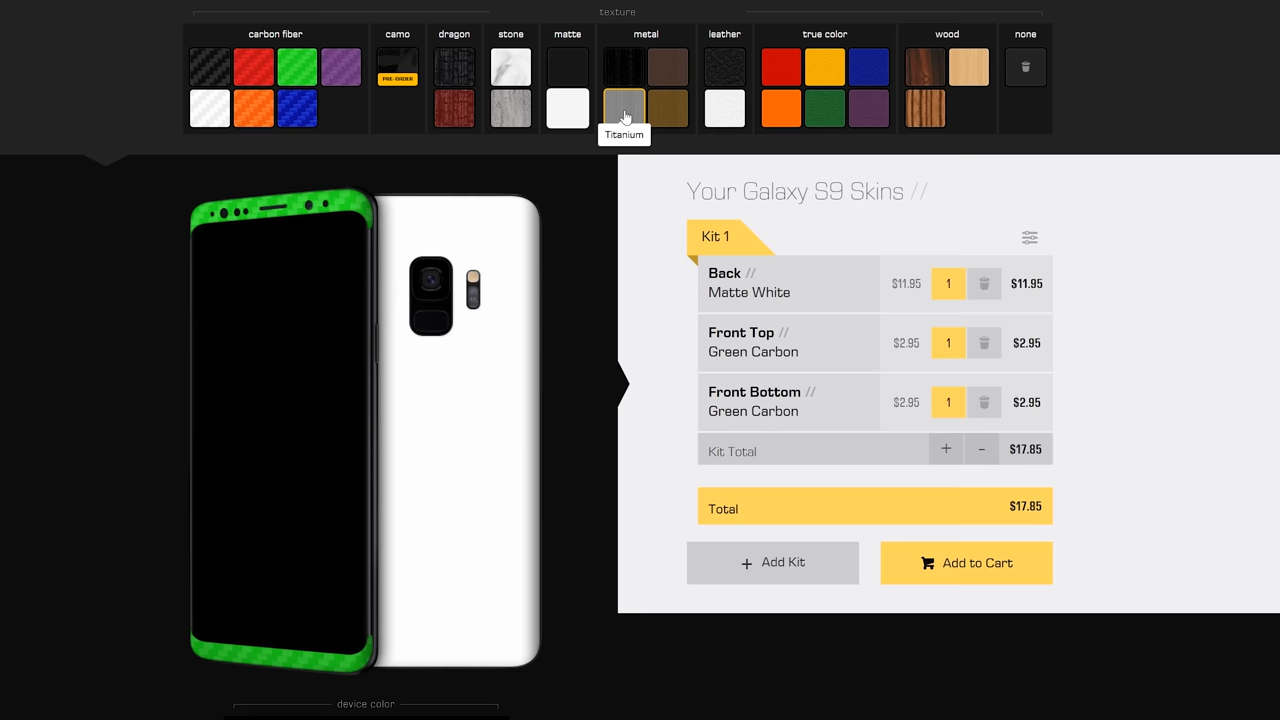 texture
carbon fiber camo dragon stone matte metal leather true color wood none
PRE-ORDER
Titanium
Your Galaxy S9 Skins //
Kit 1
Back // $11.95 1 $11.95
Matte White
Front Top // $2.95 1 $2.95
Green Carbon
Front Bottom // $2.95 1 $2.95
Green Carbon
Kit Total + - $17.85
Total $17.85
+ Add Kit Add to Cart
device color